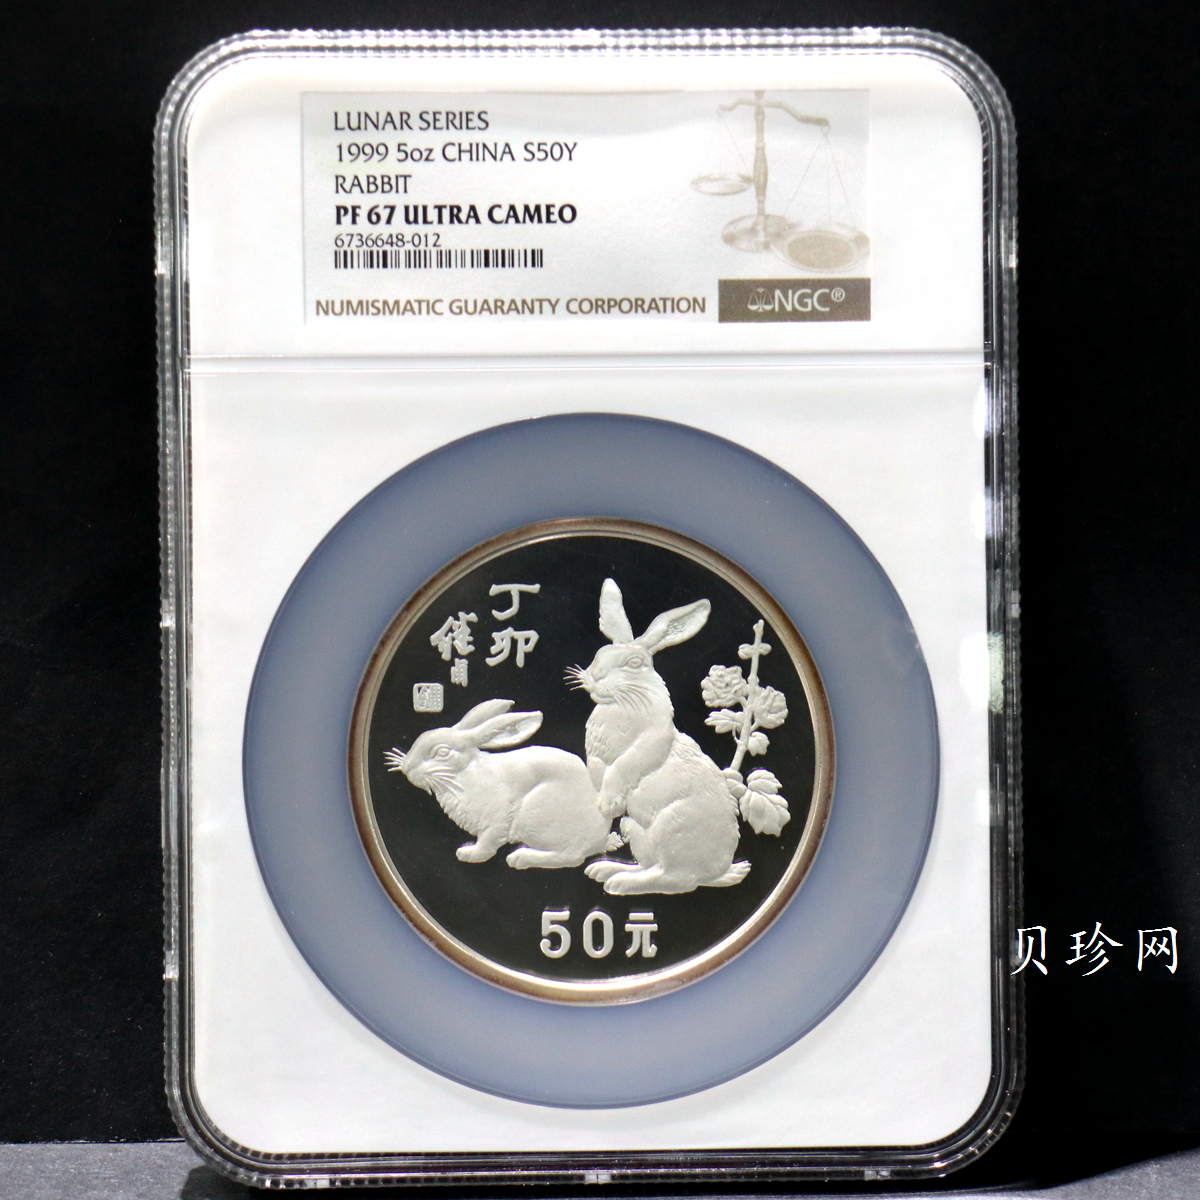 LUNAR SERIES
1999 5oz CHINA S50Y
RABBIT
PF 67 ULTRA CAMEO
6736648-012
NUMISMATIC GUARANTY CORPORATION
NGC®
丁卯
50元
贝珍网